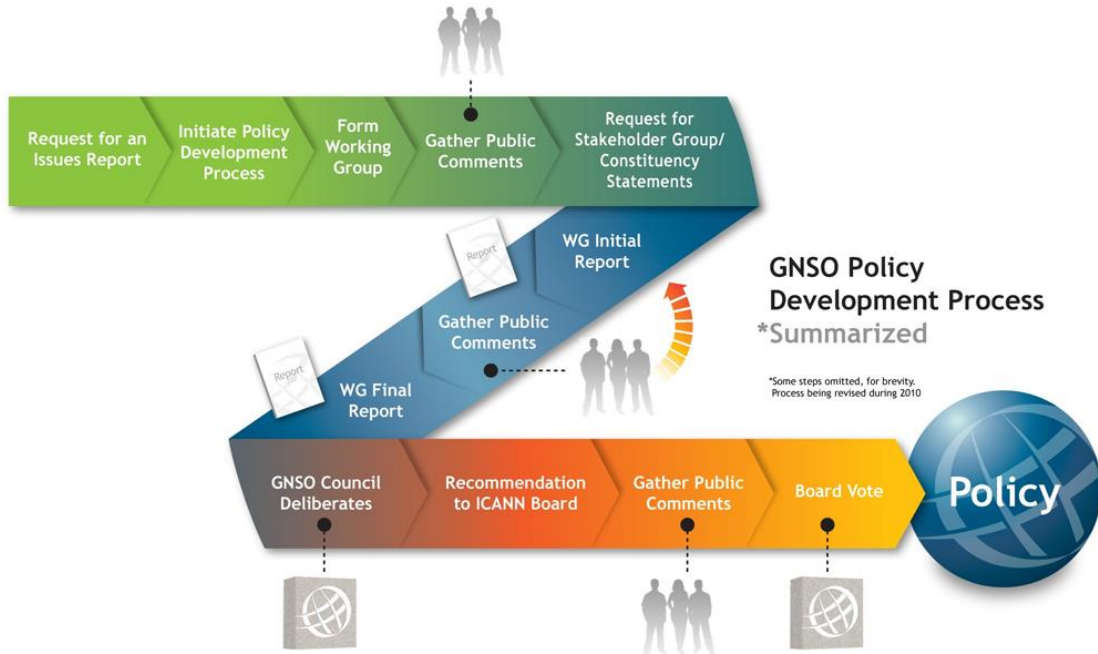 Request for an
Issues Report
Initiate Policy
Development
Process
Form
Working
Group
Gather Public
Comments
Request for
Stakeholder Group/
Constituency
Statements
WG Initial
Report
Report
Gather Public
Comments
Report
WG Final
Report
GNSO Policy
Development Process
*Summarized
*Some steps omitted, for brevity.
Process being revised during 2010
GNSO Council
Deliberates
Recommendation
to ICANN Board
Gather Public
Comments
Board Vote
Policy